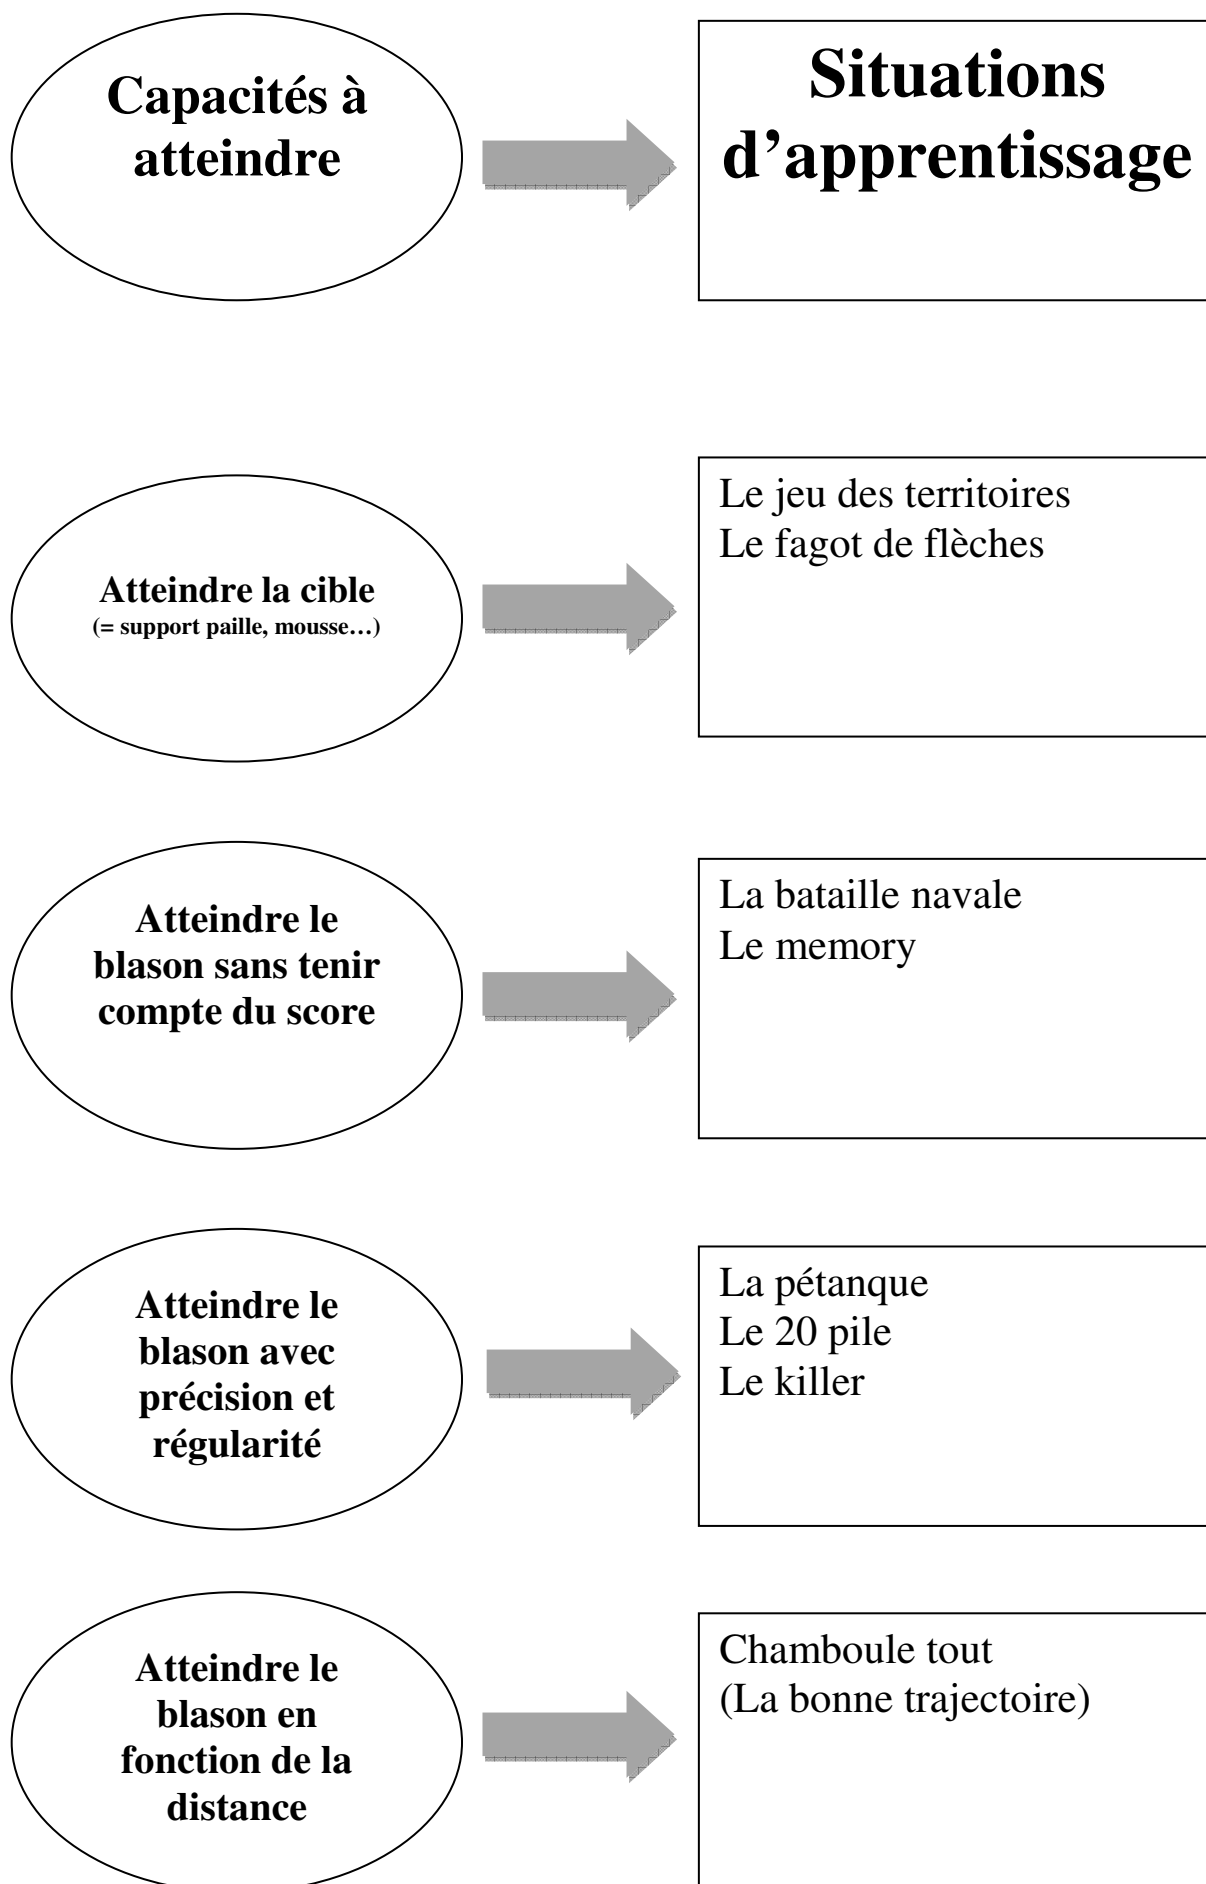 Capacités à
atteindre
Situations
d’apprentissage
Atteindre la cible
(= support paille, mousse…)
Le jeu des territoires
Le fagot de flèches
Atteindre le
blason sans tenir
compte du score
La bataille navale
Le memory
Atteindre le
blason avec
précision et
régularité
La pétanque
Le 20 pile
Le killer
Atteindre le
blason en
fonction de la
distance
Chamboule tout
(La bonne trajectoire)